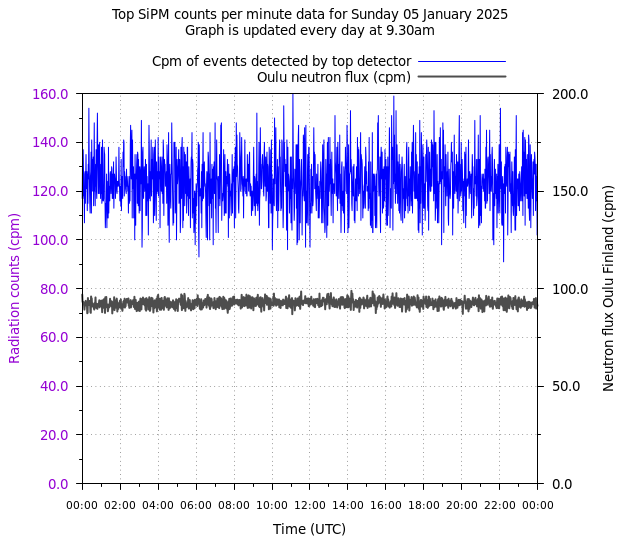 Top SiPM counts per minute data for Sunday 05 January 2025
Graph is updated every day at 9.30am
Cpm of events detected by top detector
Oulu neutron flux (cpm)
160.0
140.0
120.0
100.0
80.0
60.0
40.0
20.0
0.0
Radiation counts (cpm)
200.0
150.0
100.0
50.0
0.0
Neutron flux Oulu Finland (cpm)
00:00 02:00 04:00 06:00 08:00 10:00 12:00 14:00 16:00 18:00 20:00 22:00 00:00
Time (UTC)